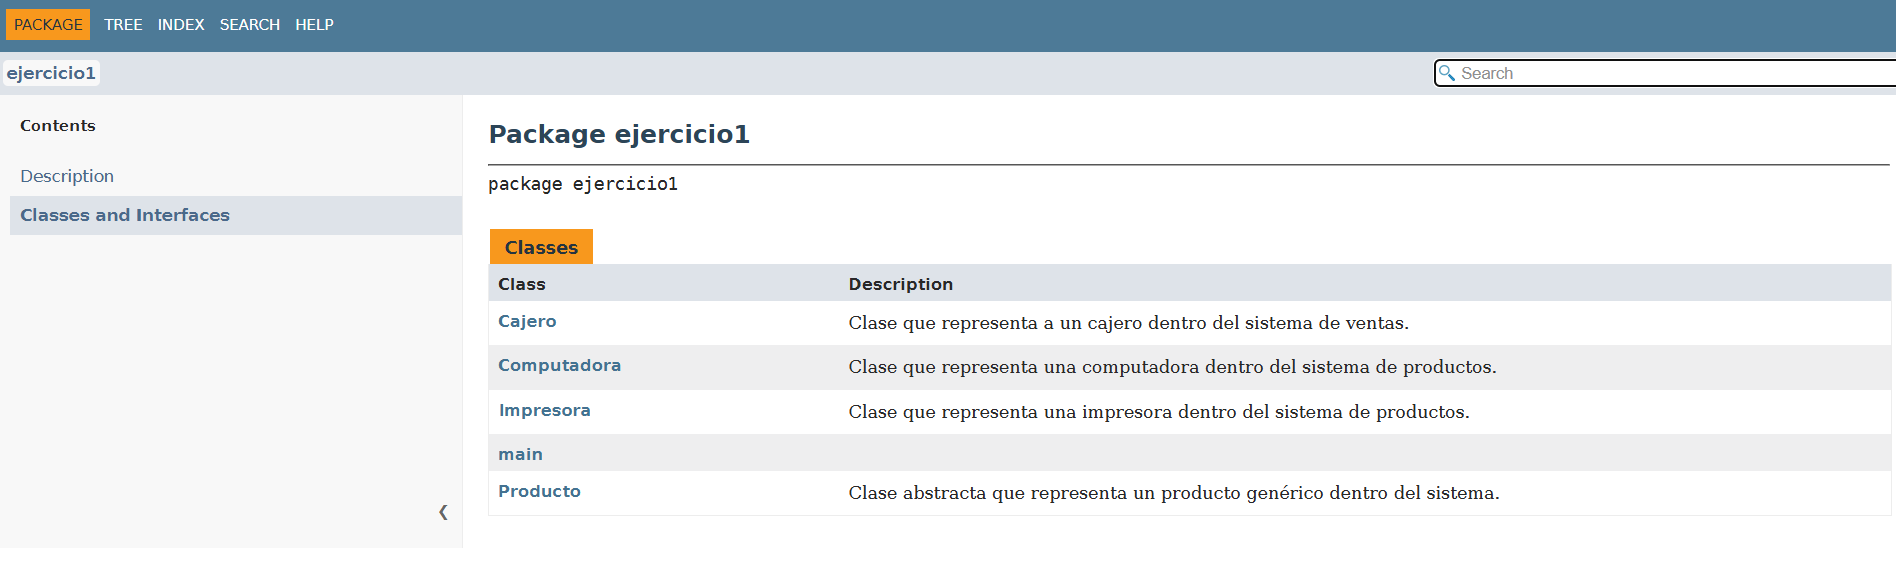 PACKAGE TREE INDEX SEARCH HELP
ejercicio1 Search
Contents
Description
Classes and Interfaces
Package ejercicio1
package ejercicio1
Classes
Class Description
Cajero Clase que representa a un cajero dentro del sistema de ventas.
Computadora Clase que representa una computadora dentro del sistema de productos.
Impresora Clase que representa una impresora dentro del sistema de productos.
main
Producto Clase abstracta que representa un producto genérico dentro del sistema.